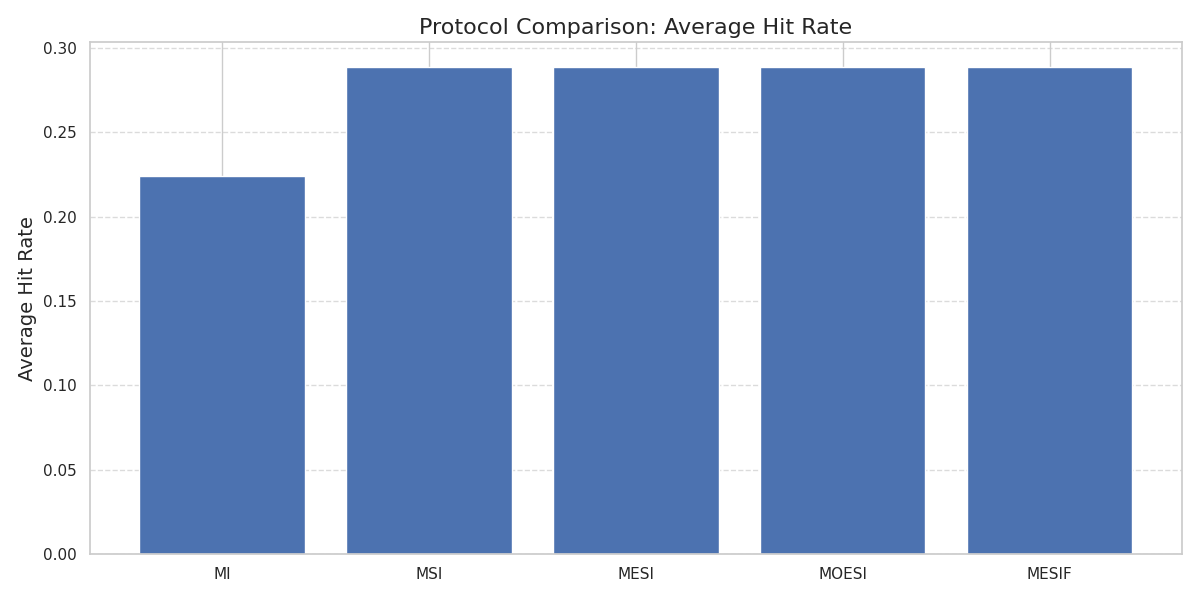 Protocol Comparison: Average Hit Rate
Average Hit Rate
0.30
0.25
0.20
0.15
0.10
0.05
0.00
MI MSI MESI MOESI MESIF